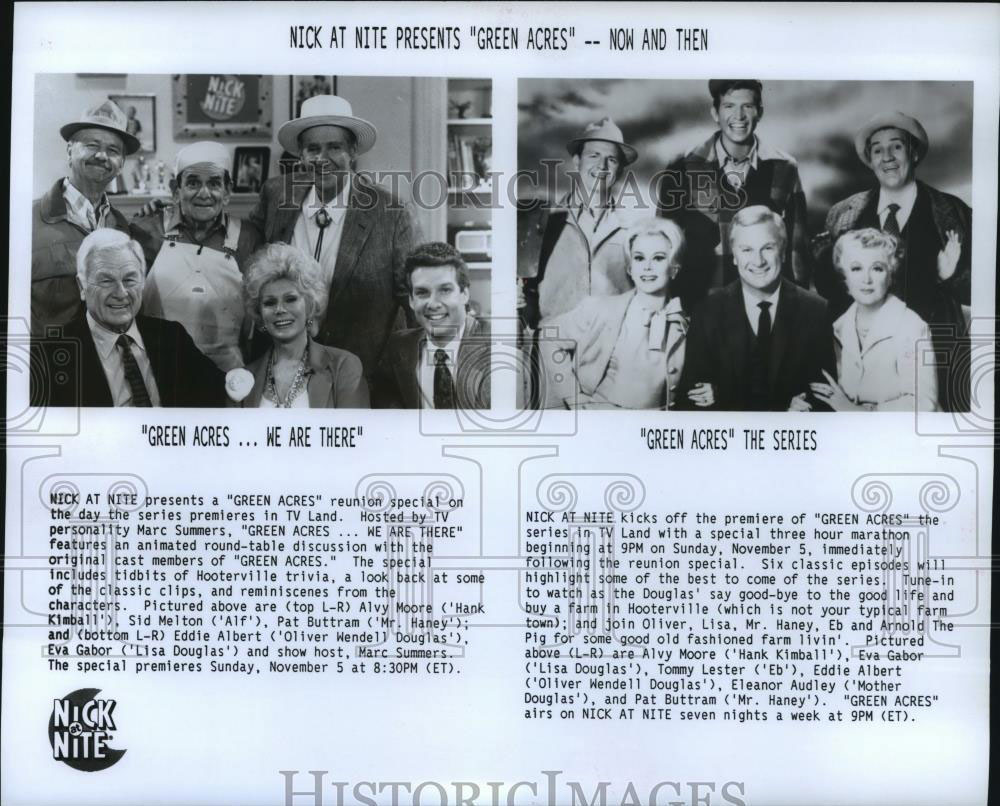 NICK AT NITE PRESENTS "GREEN ACRES" -- NOW AND THEN
NICK at NITE
"GREEN ACRES ... WE ARE THERE"
NICK AT NITE presents a "GREEN ACRES" reunion special on
the day the series premieres in TV Land. Hosted by TV
personality Marc Summers, "GREEN ACRES ... WE ARE THERE"
features an animated round-table discussion with the
original cast members of "GREEN ACRES." The special
includes tidbits of Hooterville trivia, a look back at some
of the classic clips, and reminiscences from the
characters. Pictured above are (top L-R) Alvy Moore ('Hank
Kimball'), Sid Melton ('Alf'), Pat Buttram ('Mr. Haney');
and (bottom L-R) Eddie Albert ('Oliver Wendel Douglas'),
Eva Gabor ('Lisa Douglas') and show host, Marc Summers.
The special premieres Sunday, November 5 at 8:30PM (ET).
NICK at NITE
"GREEN ACRES" THE SERIES
NICK AT NITE kicks off the premiere of "GREEN ACRES" the
series in TV Land with a special three hour marathon
beginning at 9PM on Sunday, November 5, immediately
following the reunion special. Six classic episodes will
highlight some of the best to come of the series. Tune-in
to watch as the Douglas' say good-bye to the good life and
buy a farm in Hooterville (which is not your typical farm
town); and join Oliver, Lisa, Mr. Haney, Eb and Arnold The
Pig for some good old fashioned farm livin'. Pictured
above (L-R) are Alvy Moore ('Hank Kimball'), Eva Gabor
('Lisa Douglas'), Tommy Lester ('Eb'), Eddie Albert
('Oliver Wendell Douglas'), Eleanor Audley ('Mother
Douglas'), and Pat Buttram ('Mr. Haney'). "GREEN ACRES"
airs on NICK AT NITE seven nights a week at 9PM (ET).
HISTORIC IMAGES
HISTORIC IMAGES